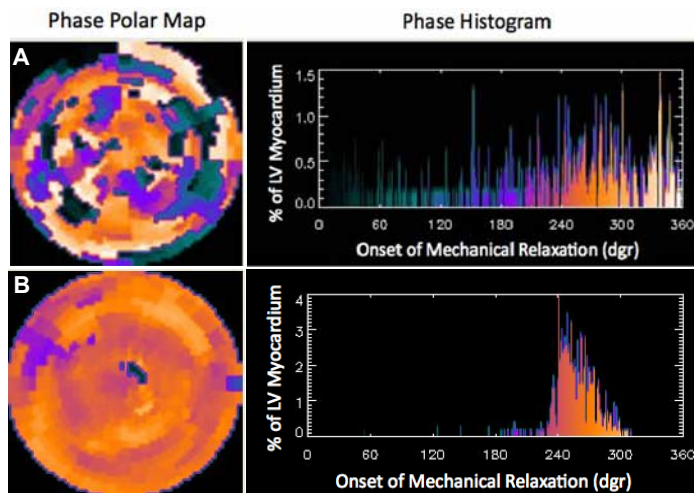 Phase Polar Map
Phase Histogram
A
% of LV Myocardium
1.5
1.0
0.5
0.0
0 60 120 180 240 300 360
Onset of Mechanical Relaxation (dgr)
B
% of LV Myocardium
4
3
2
1
0
0 60 120 180 240 300 360
Onset of Mechanical Relaxation (dgr)